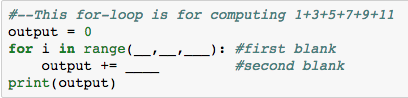 #--This for-loop is for computing 1+3+5+7+9+11
output = 0
for i in range(__,__,___): #first blank
    output += ____        #second blank
print(output)